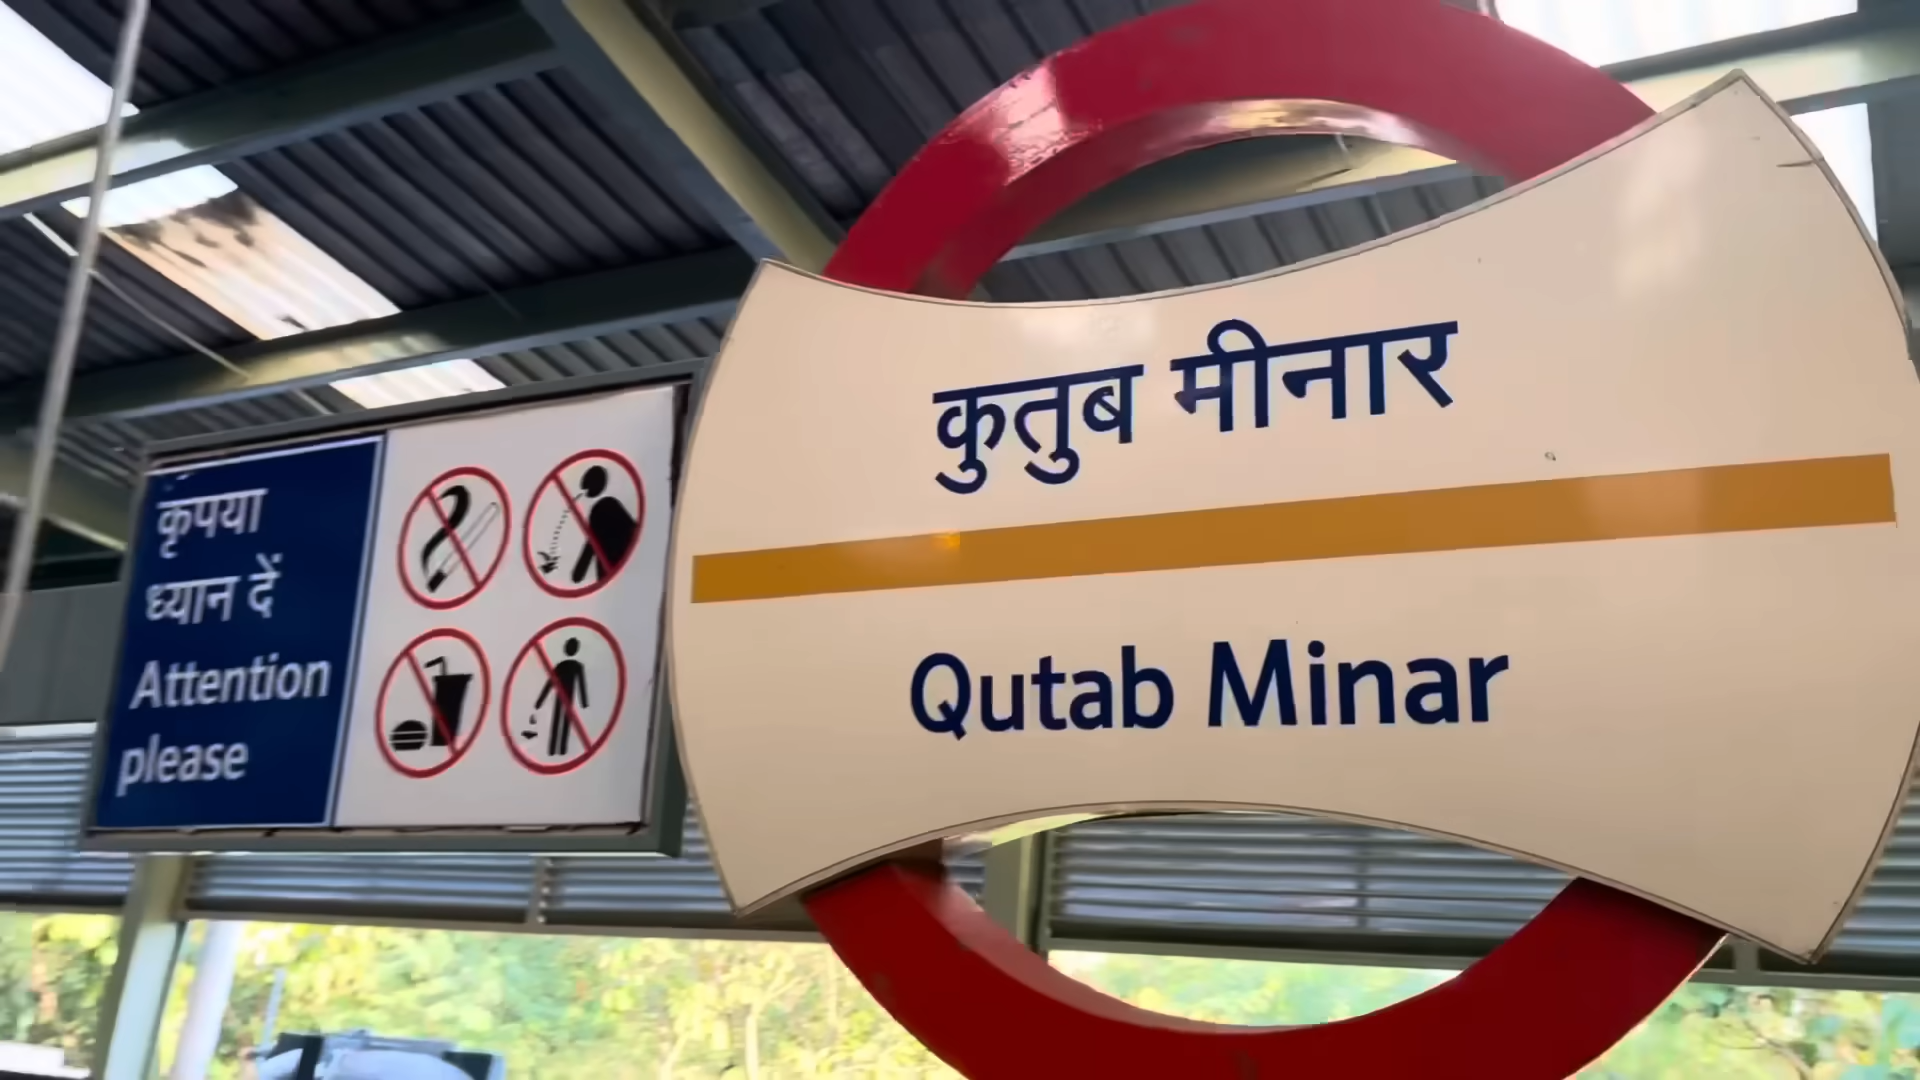 कृपया
ध्यान दें
Attention
please
कुतुब मीनार
Qutab Minar